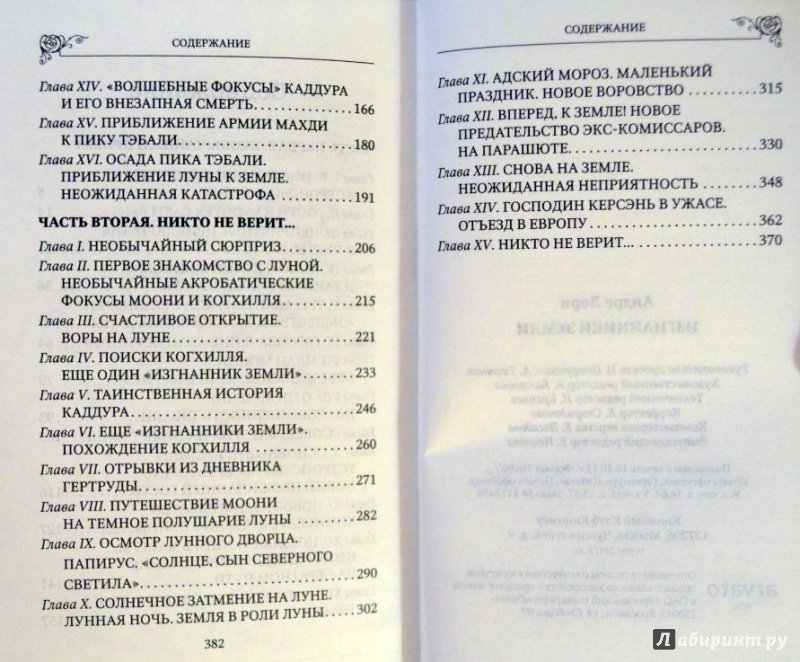 СОДЕРЖАНИЕ
Глава XIV. «ВОЛШЕБНЫЕ ФОКУСЫ» КАДДУРА
И ЕГО ВНЕЗАПНАЯ СМЕРТЬ. . . . . . . . . . . . . . . 166
Глава XV. ПРИБЛИЖЕНИЕ АРМИИ МАХДИ
К ПИКУ ТЭБАЛИ. . . . . . . . . . . . . . . . . . . . . . 180
Глава XVI. ОСАДА ПИКА ТЭБАЛИ.
ПРИБЛИЖЕНИЕ ЛУНЫ К ЗЕМЛЕ.
НЕОЖИДАННАЯ КАТАСТРОФА . . . . . . . . . . . . 191
ЧАСТЬ ВТОРАЯ. НИКТО НЕ ВЕРИТ...
Глава I. НЕОБЫЧАЙНЫЙ СЮРПРИЗ. . . . . . . . . . . 206
Глава II. ПЕРВОЕ ЗНАКОМСТВО С ЛУНОЙ.
НЕОБЫЧАЙНЫЕ АКРОБАТИЧЕСКИЕ
ФОКУСЫ МООНИ И КОГХИЛЛЯ . . . . . . . . . . . 215
Глава III. СЧАСТЛИВОЕ ОТКРЫТИЕ.
ВОРЫ НА ЛУНЕ . . . . . . . . . . . . . . . . . . . . . . 221
Глава IV. ПОИСКИ КОГХИЛЛЯ.
ЕЩЕ ОДИН «ИЗГНАННИК ЗЕМЛИ» . . . . . . . . 233
Глава V. ТАИНСТВЕННАЯ ИСТОРИЯ
КАДДУРА . . . . . . . . . . . . . . . . . . . . . . . . . . 246
Глава VI. ЕЩЕ «ИЗГНАННИКИ ЗЕМЛИ».
ПОХОЖДЕНИЕ КОГХИЛЛЯ . . . . . . . . . . . . . . 260
Глава VII. ОТРЫВКИ ИЗ ДНЕВНИКА
ГЕРТРУДЫ. . . . . . . . . . . . . . . . . . . . . . . . . 271
Глава VIII. ПУТЕШЕСТВИЕ МООНИ
НА ТЕМНОЕ ПОЛУШАРИЕ ЛУНЫ . . . . . . . . . 282
Глава IX. ОСМОТР ЛУННОГО ДВОРЦА.
ПАПИРУС. «СОЛНЦЕ, СЫН СЕВЕРНОГО
СВЕТИЛА». . . . . . . . . . . . . . . . . . . . . . . . . 290
Глава X. СОЛНЕЧНОЕ ЗАТМЕНИЕ НА ЛУНЕ.
ЛУННАЯ НОЧЬ. ЗЕМЛЯ В РОЛИ ЛУНЫ . . . . 302
382
СОДЕРЖАНИЕ
Глава XI. АДСКИЙ МОРОЗ. МАЛЕНЬКИЙ
ПРАЗДНИК. НОВОЕ ВОРОВСТВО . . . . . . . . . 315
Глава XII. ВПЕРЕД, К ЗЕМЛЕ! НОВОЕ
ПРЕДАТЕЛЬСТВО ЭКС-КОМИССАРОВ.
НА ПАРАШЮТЕ. . . . . . . . . . . . . . . . . . . . . 330
Глава XIII. СНОВА НА ЗЕМЛЕ.
НЕОЖИДАННАЯ НЕПРИЯТНОСТЬ . . . . . . . . 348
Глава XIV. ГОСПОДИН КЕРСЭНЬ В УЖАСЕ.
ОТЪЕЗД В ЕВРОПУ . . . . . . . . . . . . . . . . . . 362
Глава XV. НИКТО НЕ ВЕРИТ... . . . . . . . . . . . . 370
Андре Лори
ИЗГНАННИКИ ЗЕМЛИ
arvato
Лабиринт.ру